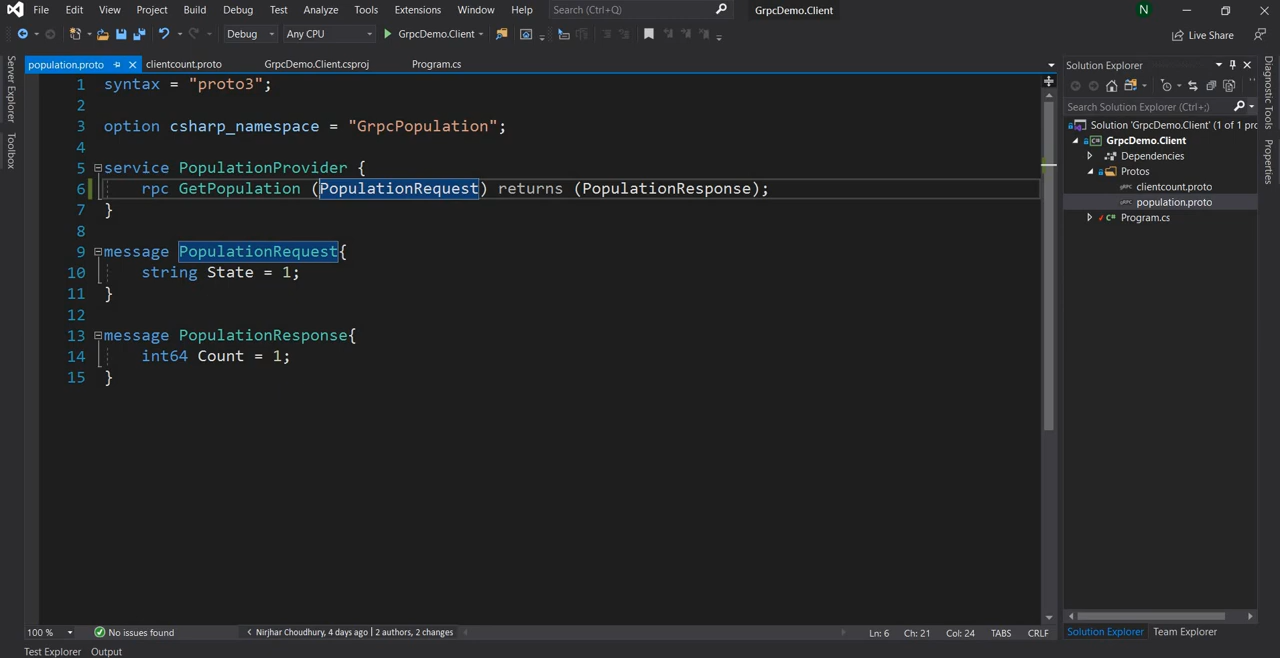 File Edit View Project Build Debug Test Analyze Tools Extensions Window Help Search (Ctrl+Q) GrpcDemo.Client N
Debug Any CPU GrpcDemo.Client Live Share
population.proto clientcount.proto GrpcDemo.Client.csproj Program.cs
Server Explorer
Toolbox
1 syntax = "proto3";
2
3 option csharp_namespace = "GrpcPopulation";
4
5 service PopulationProvider {
6 rpc GetPopulation (PopulationRequest) returns (PopulationResponse);
7 }
8
9 message PopulationRequest{
10 string State = 1;
11 }
12
13 message PopulationResponse{
14 int64 Count = 1;
15 }
Solution Explorer
Search Solution Explorer (Ctrl+;)
Solution 'GrpcDemo.Client' (1 of 1 pro
GrpcDemo.Client
Dependencies
Protos
clientcount.proto
population.proto
Program.cs
Diagnostic Tools
Properties
100 % No issues found Nirjhar Choudhury, 4 days ago | 2 authors, 2 changes Ln: 6 Ch: 21 Col: 24 TABS CRLF
Solution Explorer Team Explorer
Test Explorer Output